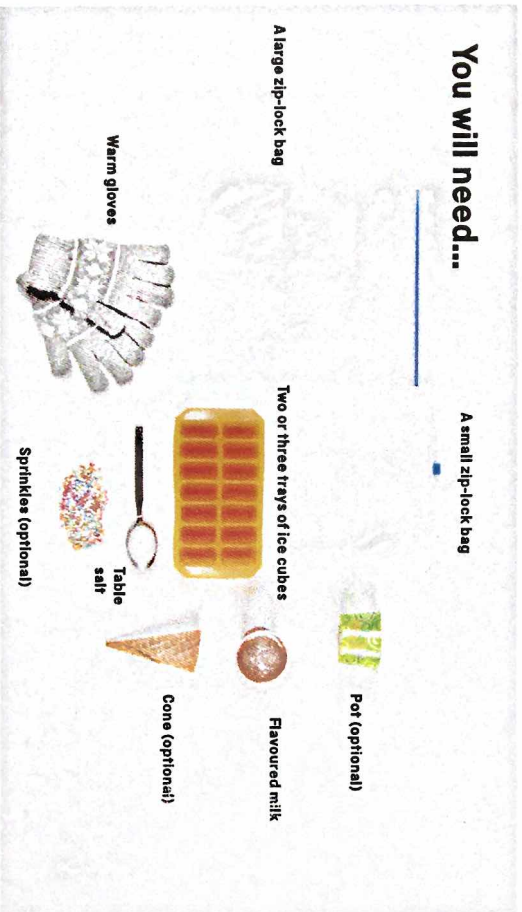 You will need...
A small zip-lock bag
A large zip-lock bag
Pot (optional)
Two or three trays of ice cubes
Flavoured milk
Warm gloves
Table
salt
Cone (optional)
Sprinkles (optional)